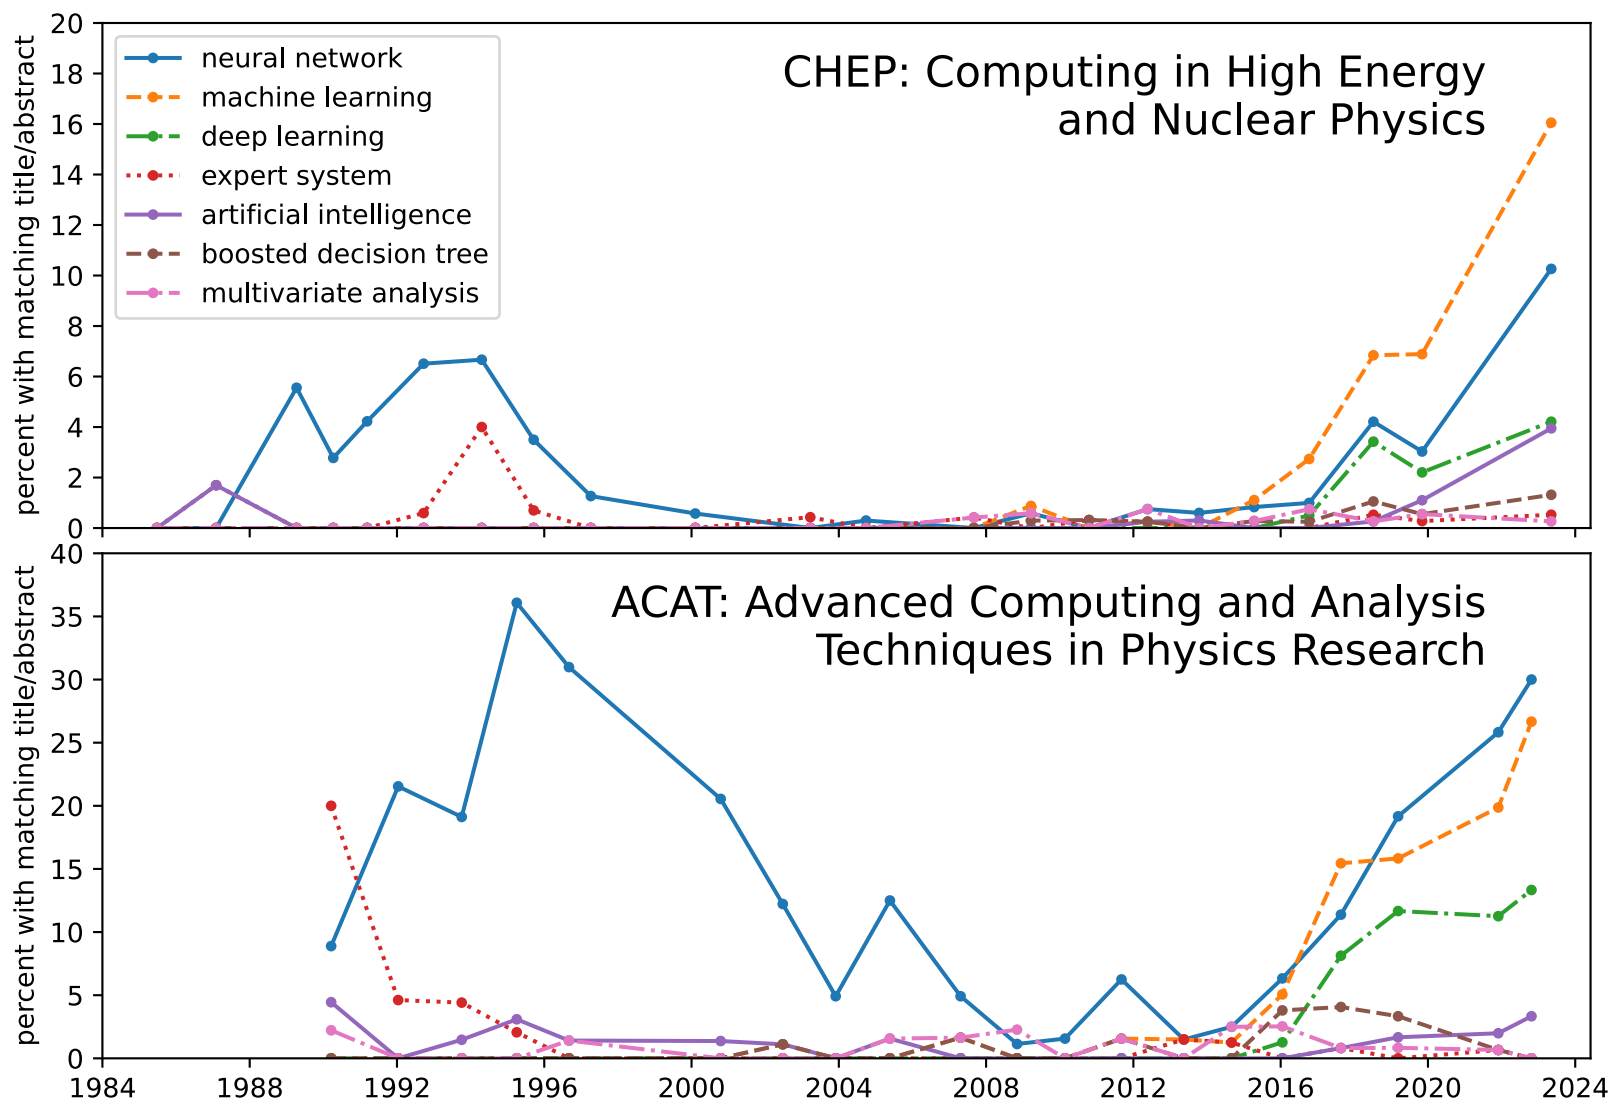 CHEP: Computing in High Energy
and Nuclear Physics
percent with matching title/abstract
20
18
16
14
12
10
8
6
4
2
0
neural network
machine learning
deep learning
expert system
artificial intelligence
boosted decision tree
multivariate analysis
ACAT: Advanced Computing and Analysis
Techniques in Physics Research
percent with matching title/abstract
40
35
30
25
20
15
10
5
0
1984 1988 1992 1996 2000 2004 2008 2012 2016 2020 2024